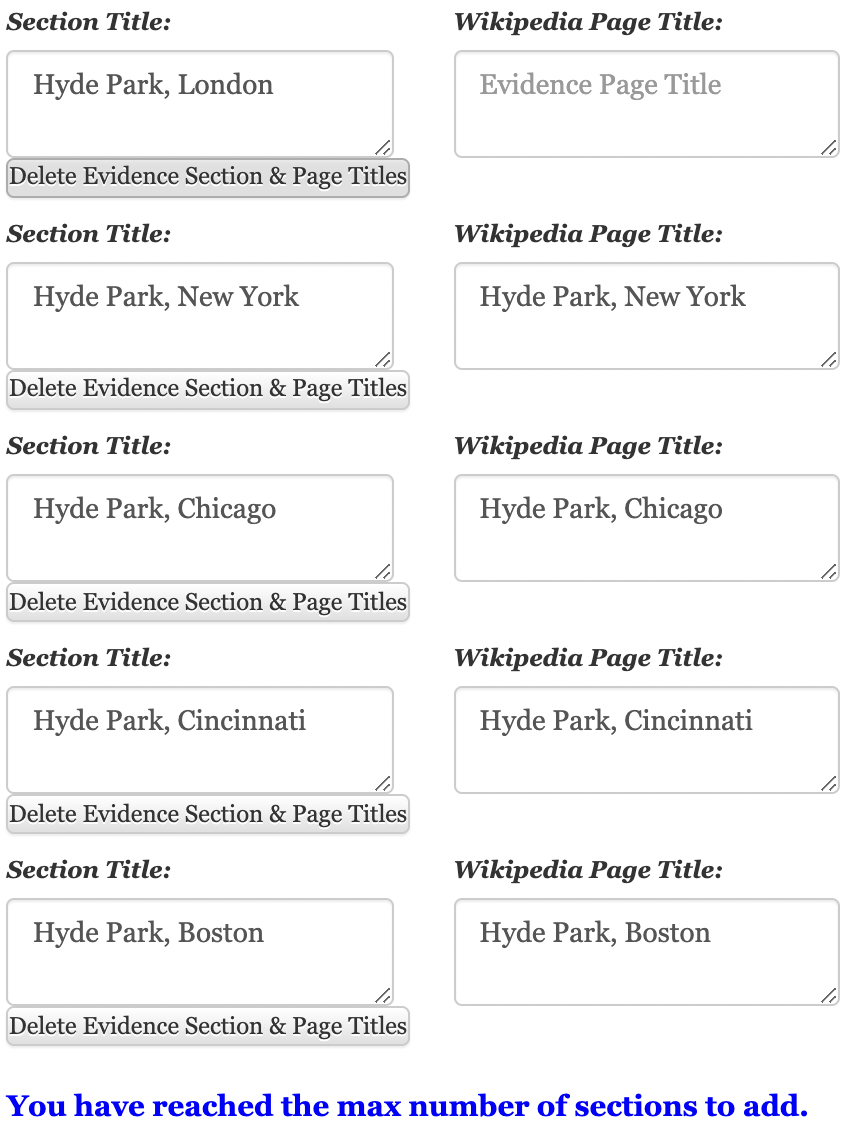 Section Title:
Wikipedia Page Title:
Hyde Park, London
Evidence Page Title
Delete Evidence Section & Page Titles
Section Title:
Wikipedia Page Title:
Hyde Park, New York
Hyde Park, New York
Delete Evidence Section & Page Titles
Section Title:
Wikipedia Page Title:
Hyde Park, Chicago
Hyde Park, Chicago
Delete Evidence Section & Page Titles
Section Title:
Wikipedia Page Title:
Hyde Park, Cincinnati
Hyde Park, Cincinnati
Delete Evidence Section & Page Titles
Section Title:
Wikipedia Page Title:
Hyde Park, Boston
Hyde Park, Boston
Delete Evidence Section & Page Titles
You have reached the max number of sections to add.